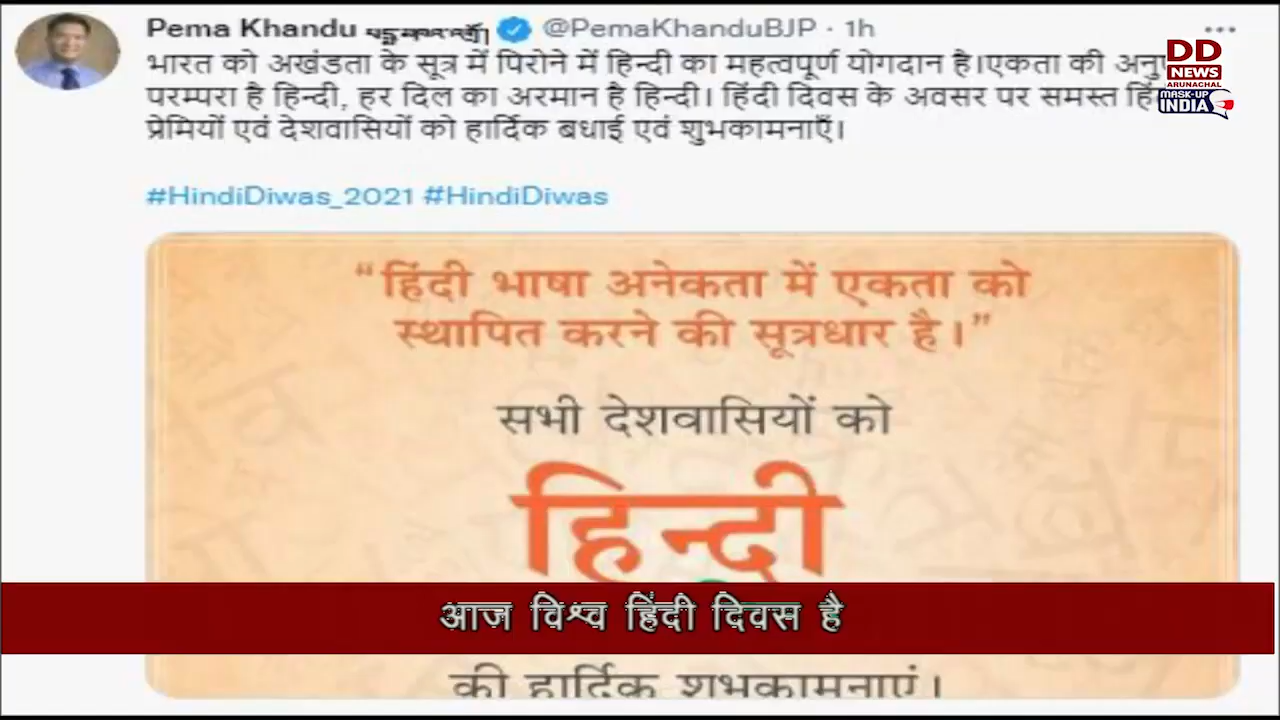 Pema Khandu @PemaKhanduBJP · 1h
भारत को अखंडता के सूत्र में पिरोने में हिन्दी का महत्वपूर्ण योगदान है।एकता की
परम्परा है हिन्दी, हर दिल का अरमान है हिन्दी। हिंदी दिवस के अवसर पर समस्त
प्रेमियों एवं देशवासियों को हार्दिक बधाई एवं शुभकामनाएँ।
#HindiDiwas_2021 #HindiDiwas
DD
NEWS
ARUNACHAL
MASK-UP
INDIA
“हिंदी भाषा अनेकता में एकता को
स्थापित करने की सूत्रधार है।”
सभी देशवासियों को
हिन्दी
आज विश्व हिंदी दिवस है
की हार्दिक शुभकामनाएं।